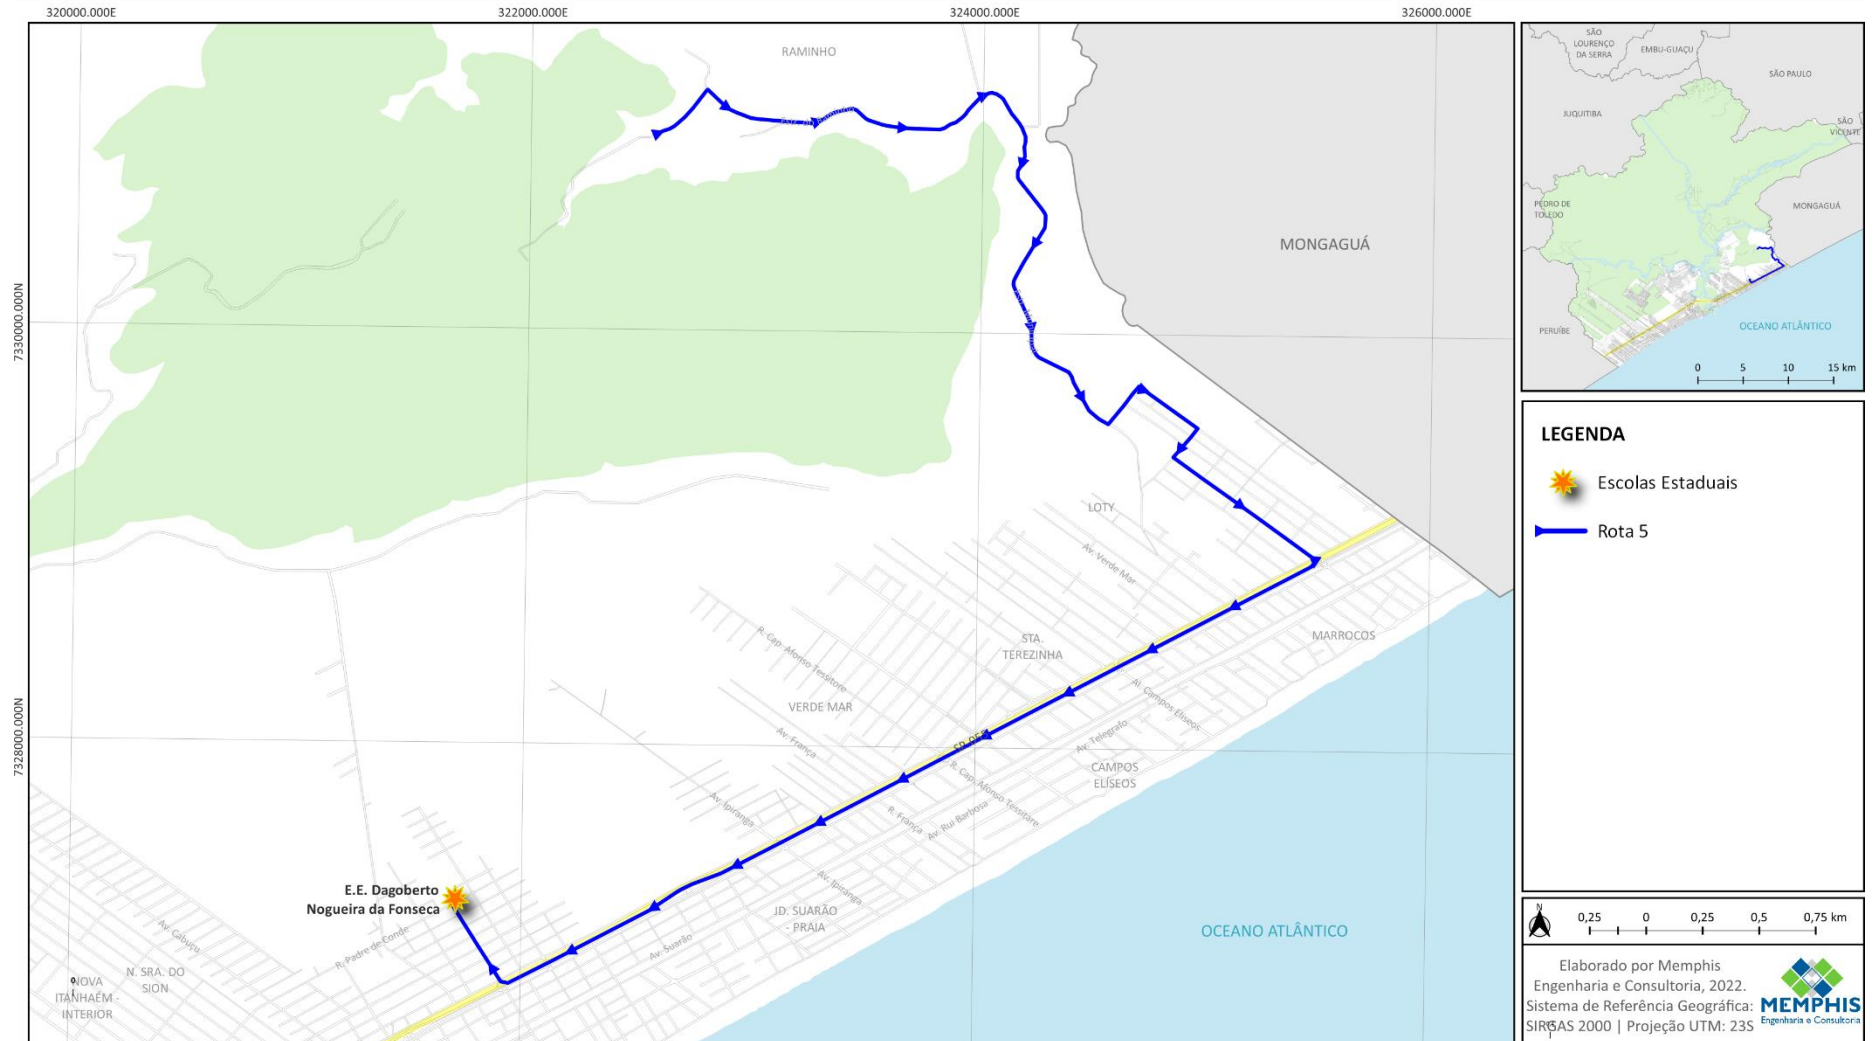 320000.000E
322000.000E
324000.000E
326000.000E
7330000.000N
7328000.000N
RAMINHO
MONGAGUÁ
LOTY
Av. Verde Mar
MARROCOS
STA.
TEREZINHA
R. Cap. Afonso Tessitore
VERDE MAR
Al. Campos Elíseos
Av. França
Av. Telegrafo
CAMPOS
ELÍSEOS
R. Cap. Afonso Tessitore
Av. Ipiranga
R. França
Av. Rui Barbosa
E.E. Dagoberto
Nogueira da Fonseca
Av. Ipiranga
JD. SUARÃO
- PRAIA
OCEANO ATLÂNTICO
Av. Cabuçu
R. Padre de Conde
Av. Suarão
N. SRA. DO
SION
NOVA
ITANHAÉM -
INTERIOR
SÃO
LOURENÇO
DA SERRA
EMBU-GUAÇU
SÃO PAULO
JUQUITIBA
SÃO
VICENTE
PEDRO DE
TOLEDO
MONGAGUÁ
PERUÍBE
OCEANO ATLÂNTICO
0 5 10 15 km
LEGENDA
Escolas Estaduais
Rota 5
N
0,25 0 0,25 0,5 0,75 km
Elaborado por Memphis
Engenharia e Consultoria, 2022.
Sistema de Referência Geográfica:
SIRGAS 2000 | Projeção UTM: 23S
MEMPHIS
Engenharia e Consultoria